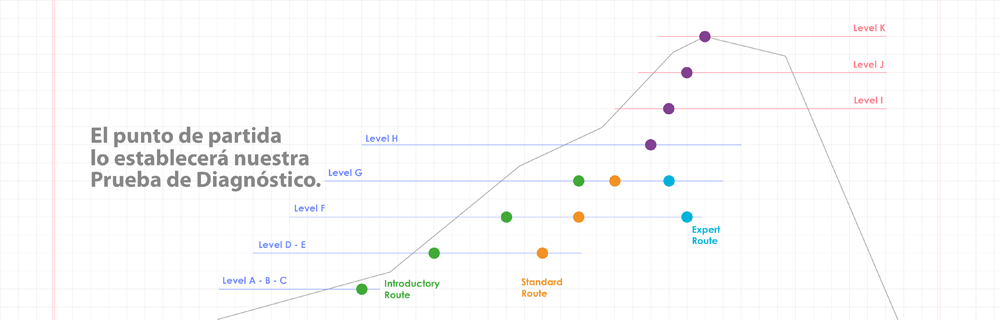 Level K
Level J
Level I
El punto de partida
lo establecerá nuestra
Prueba de Diagnóstico.
Level H
Level G
Level F
Expert
Route
Level D - E
Level A - B - C
Introductory
Route
Standard
Route